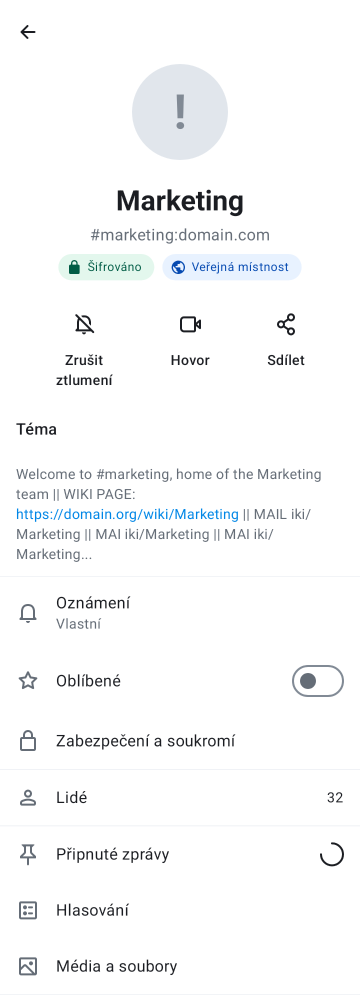 !
Marketing
#marketing:domain.com
Šifrováno
Veřejná místnost
Zrušit
ztlumení
Hovor
Sdílet
Téma
Welcome to #marketing, home of the Marketing
team || WIKI PAGE:
https://domain.org/wiki/Marketing || MAIL iki/
Marketing || MAI iki/Marketing || MAI iki/
Marketing...
Oznámení
Vlastní
Oblíbené
Zabezpečení a soukromí
Lidé 32
Připnuté zprávy
Hlasování
Média a soubory